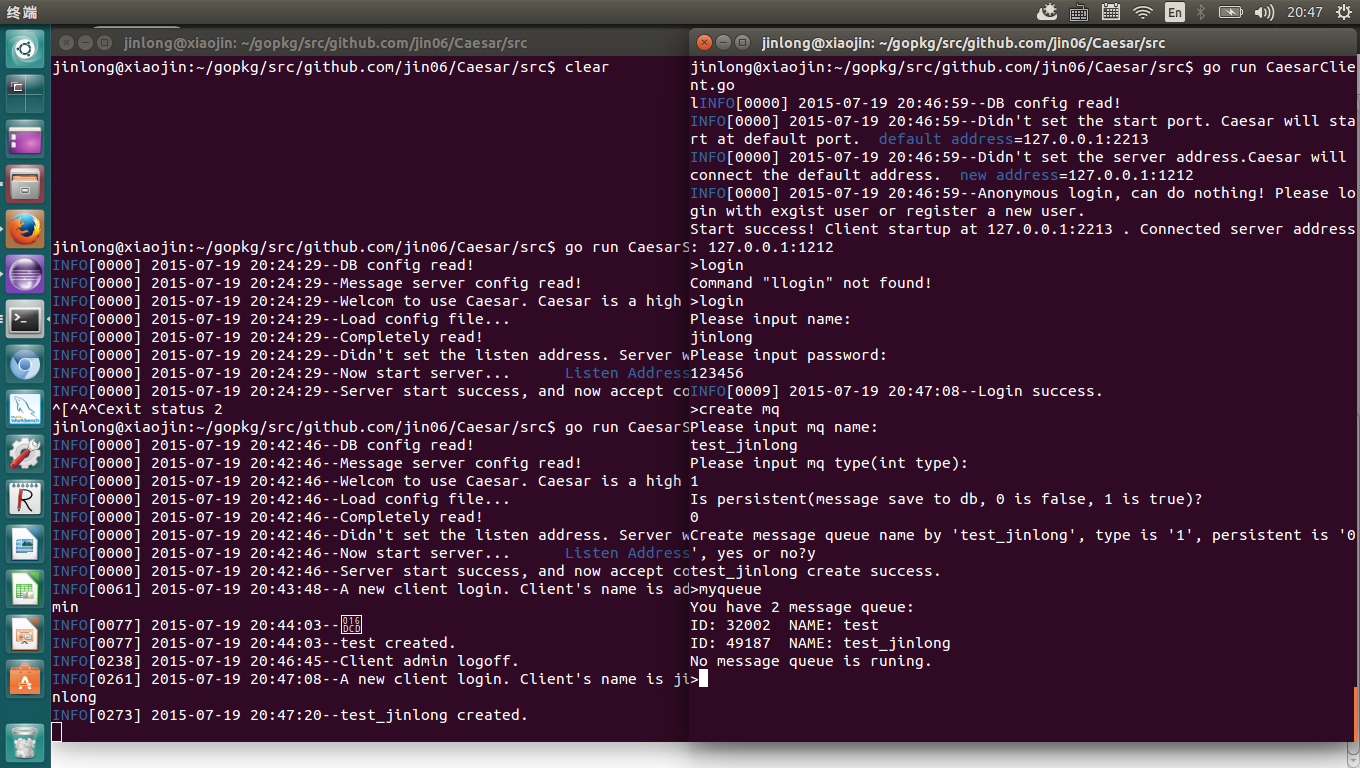 终端
En
20:47
jinlong@xiaojin: ~/gopkg/src/github.com/jin06/Caesar/src
jinlong@xiaojin:~/gopkg/src/github.com/jin06/Caesar/src$ clear
jinlong@xiaojin:~/gopkg/src/github.com/jin06/Caesar/src$ go run CaesarS
INFO[0000] 2015-07-19 20:24:29--DB config read!
INFO[0000] 2015-07-19 20:24:29--Message server config read!
INFO[0000] 2015-07-19 20:24:29--Welcom to use Caesar. Caesar is a high
INFO[0000] 2015-07-19 20:24:29--Load config file...
INFO[0000] 2015-07-19 20:24:29--Completely read!
INFO[0000] 2015-07-19 20:24:29--Didn't set the listen address. Server w
INFO[0000] 2015-07-19 20:24:29--Now start server...      Listen Address
INFO[0000] 2015-07-19 20:24:29--Server start success, and now accept co
^[^A^Cexit status 2
jinlong@xiaojin:~/gopkg/src/github.com/jin06/Caesar/src$ go run CaesarS
INFO[0000] 2015-07-19 20:42:46--DB config read!
INFO[0000] 2015-07-19 20:42:46--Message server config read!
INFO[0000] 2015-07-19 20:42:46--Welcom to use Caesar. Caesar is a high
INFO[0000] 2015-07-19 20:42:46--Load config file...
INFO[0000] 2015-07-19 20:42:46--Completely read!
INFO[0000] 2015-07-19 20:42:46--Didn't set the listen address. Server w
INFO[0000] 2015-07-19 20:42:46--Now start server...      Listen Address
INFO[0000] 2015-07-19 20:42:46--Server start success, and now accept co
INFO[0061] 2015-07-19 20:43:48--A new client login. Client's name is ad
min
INFO[0077] 2015-07-19 20:44:03--
INFO[0077] 2015-07-19 20:44:03--test created.
INFO[0238] 2015-07-19 20:46:45--Client admin logoff.
INFO[0261] 2015-07-19 20:47:08--A new client login. Client's name is ji
nlong
INFO[0273] 2015-07-19 20:47:20--test_jinlong created.
jinlong@xiaojin: ~/gopkg/src/github.com/jin06/Caesar/src
jinlong@xiaojin:~/gopkg/src/github.com/jin06/Caesar/src$ go run CaesarClie
nt.go
lINFO[0000] 2015-07-19 20:46:59--DB config read!
INFO[0000] 2015-07-19 20:46:59--Didn't set the start port. Caesar will sta
rt at default port.  default address=127.0.0.1:2213
INFO[0000] 2015-07-19 20:46:59--Didn't set the server address.Caesar will
connect the default address.  new address=127.0.0.1:1212
INFO[0000] 2015-07-19 20:46:59--Anonymous login, can do nothing! Please lo
gin with exgist user or register a new user.
Start success! Client startup at 127.0.0.1:2213 . Connected server address
: 127.0.0.1:1212
>login
Command "llogin" not found!
>login
Please input name:
jinlong
Please input password:
123456
INFO[0009] 2015-07-19 20:47:08--Login success.
>create mq
Please input mq name:
test_jinlong
Please input mq type(int type):
1
Is persistent(message save to db, 0 is false, 1 is true)?
0
Create message queue name by 'test_jinlong', type is '1', persistent is '0
', yes or no?y
test_jinlong create success.
>myqueue
You have 2 message queue:
ID: 32002  NAME: test
ID: 49187  NAME: test_jinlong
No message queue is runing.
>